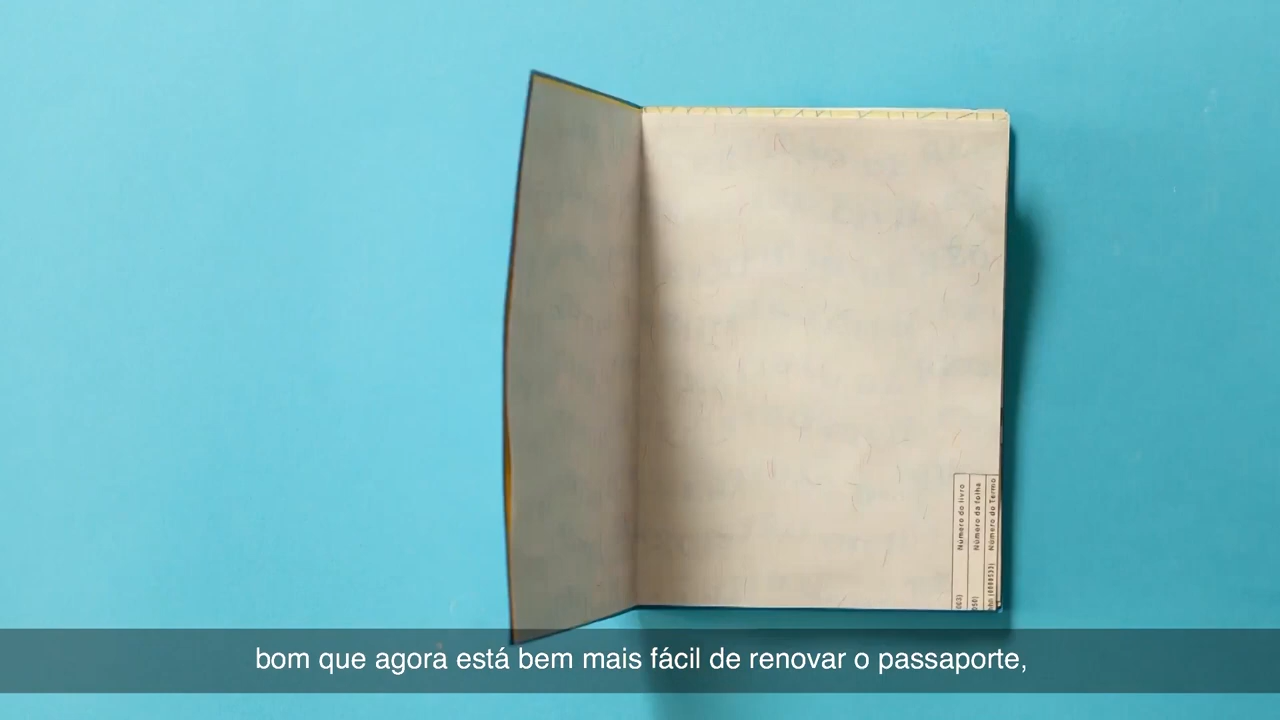 Número do livro
Número da folha
Número do Termo
bom que agora está bem mais fácil de renovar o passaporte,